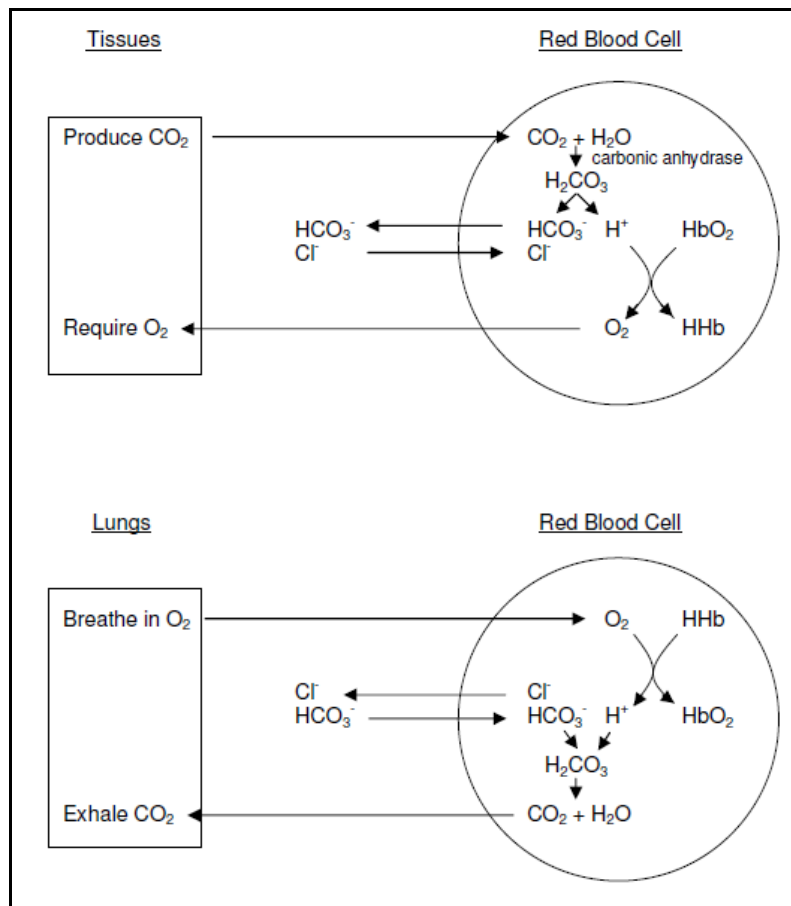 Tissues Red Blood Cell
Produce CO₂ CO₂ + H₂O
carbonic anhydrase
H₂CO₃
HCO₃⁻ HCO₃⁻ H⁺ HbO₂
Cl⁻ Cl⁻
Require O₂ O₂ HHb
Lungs Red Blood Cell
Breathe in O₂ O₂ HHb
Cl⁻ Cl⁻
HCO₃⁻ HCO₃⁻ H⁺ HbO₂
H₂CO₃
Exhale CO₂ CO₂ + H₂O